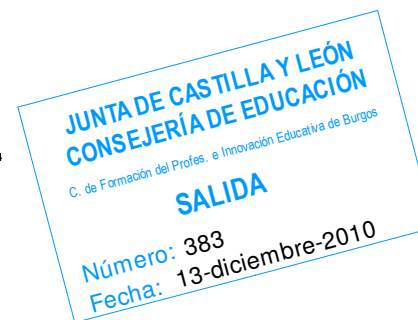 JUNTA DE CASTILLA Y LEÓN
CONSEJERÍA DE EDUCACIÓN
C. de Formación del Profes. e Innovación Educativa de Burgos
SALIDA
Número: 383
Fecha: 13-diciembre-2010